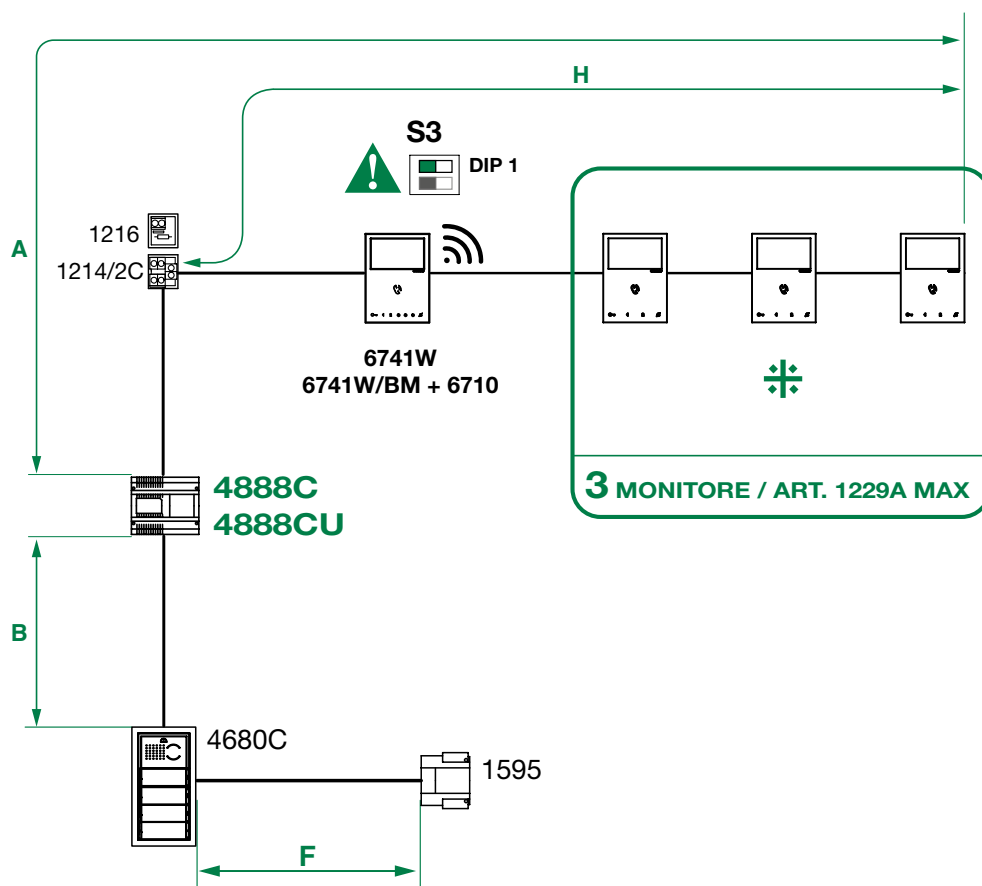 H
S3
DIP 1
A
1216
1214/2C
6741W
6741W/BM + 6710
3 MONITORE / ART. 1229A MAX
4888C
4888CU
B
4680C
1595
F